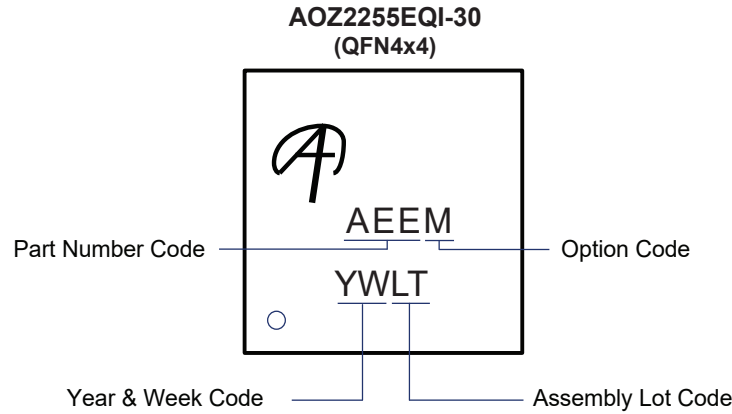 AOZ2255EQI-30
(QFN4x4)
AEEM
Part Number Code
Option Code
YWLT
Year & Week Code
Assembly Lot Code